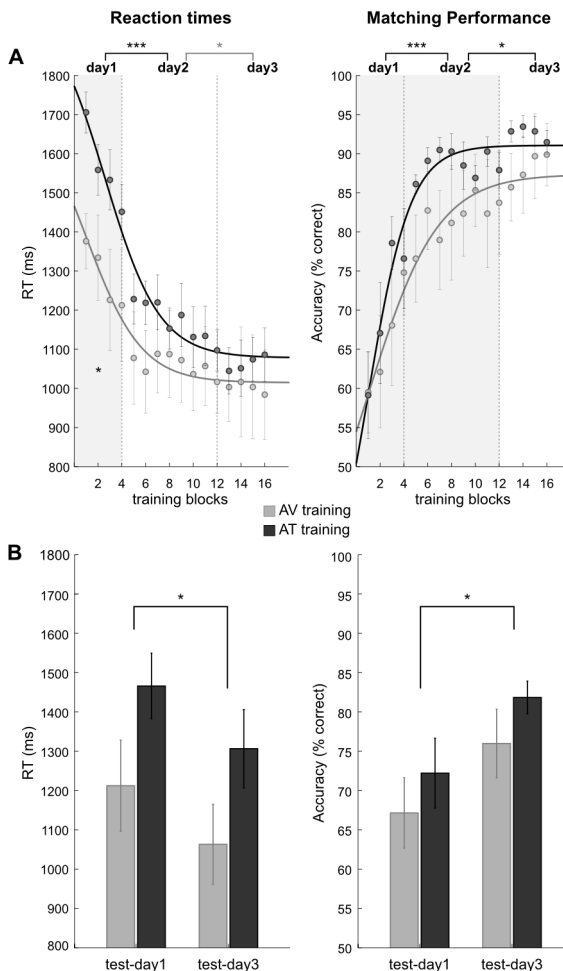 Reaction times
Matching Performance
A
***
*
day1
day2
day3
***
*
day1
day2
day3
RT (ms)
1800
1700
1600
1500
1400
1300
1200
1100
1000
900
800
*
2 4 6 8 10 12 14 16
training blocks
Accuracy (% correct)
100
95
90
85
80
75
70
65
60
55
50
2 4 6 8 10 12 14 16
training blocks
AV training
AT training
B
RT (ms)
1800
1700
1600
1500
1400
1300
1200
1100
1000
900
800
*
test-day1 test-day3
Accuracy (% correct)
100
95
90
85
80
75
70
65
60
55
50
*
test-day1 test-day3